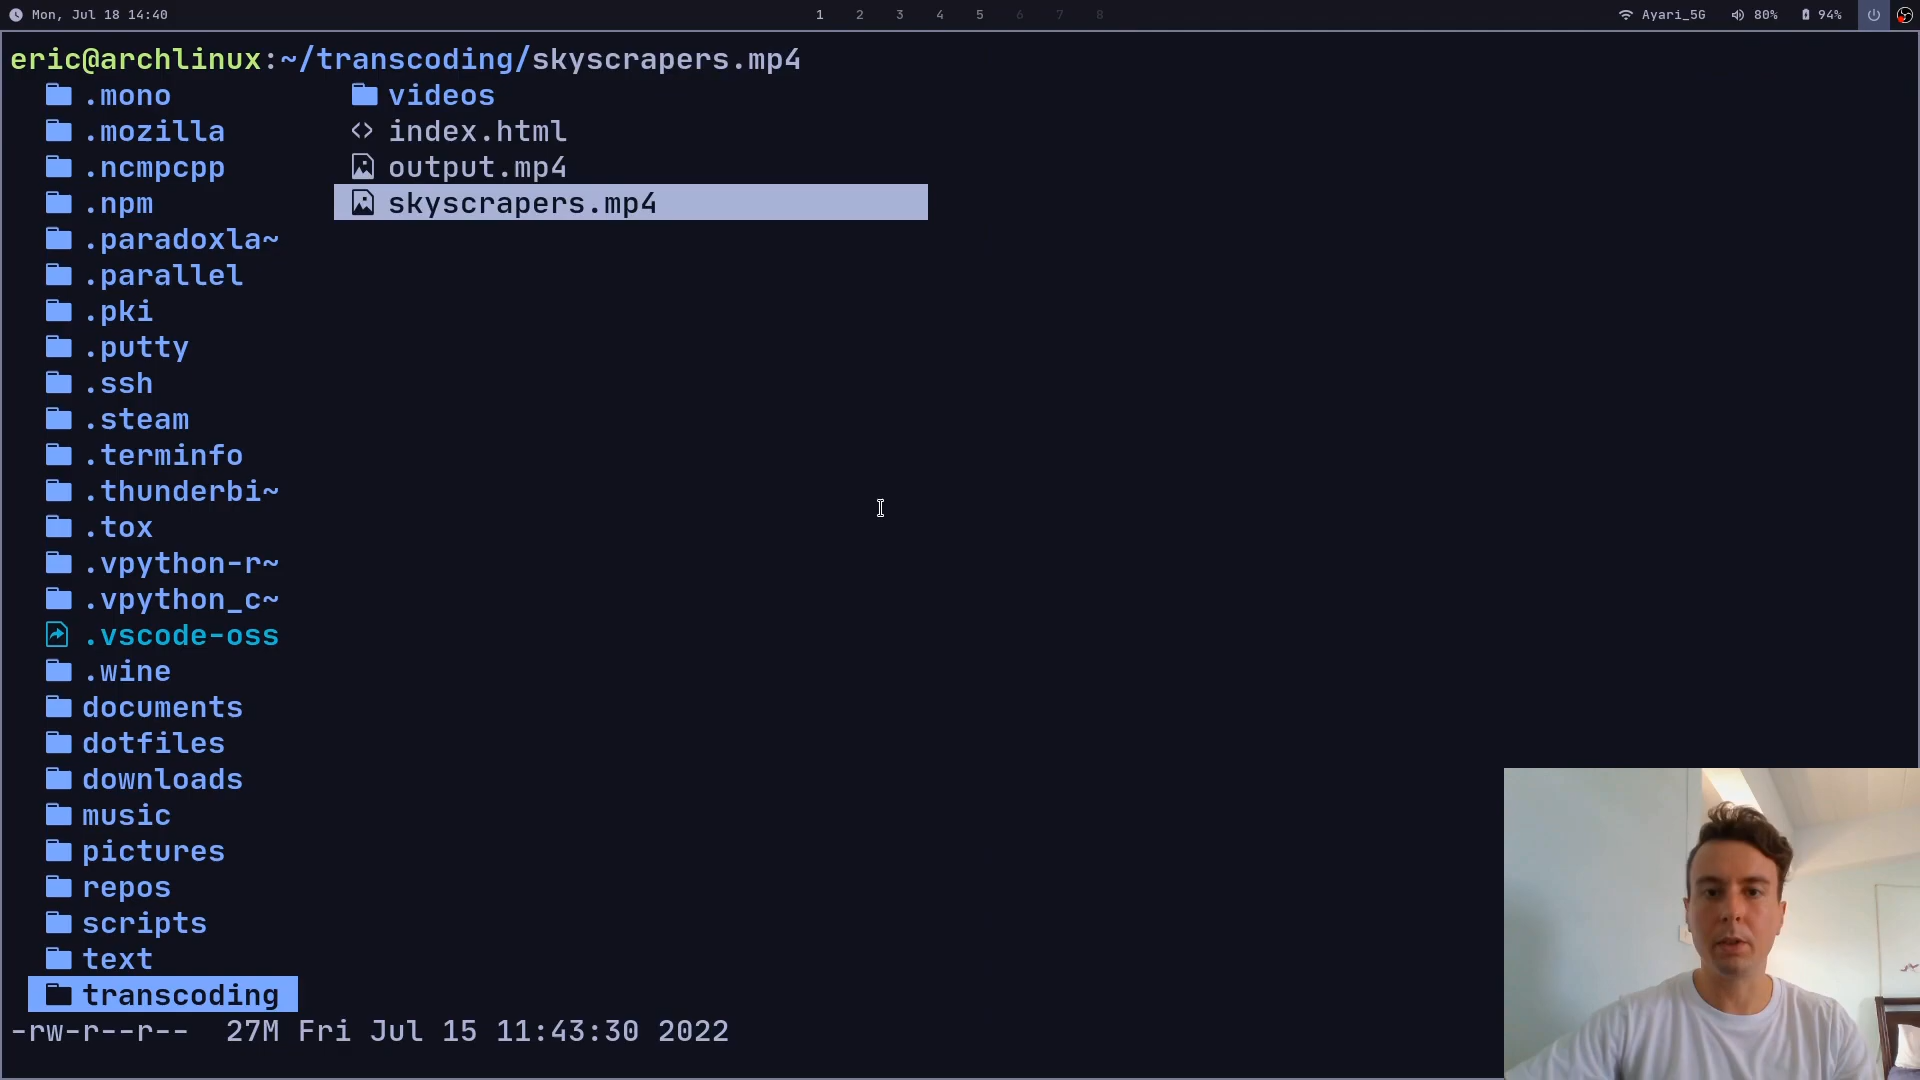 Mon, Jul 18 14:40 1 2 3 4 5 6 7 8 Ayari_5G 80% 94%
eric@archlinux:~/transcoding/skyscrapers.mp4
.mono
.mozilla
.ncmpcpp
.npm
.paradoxla~
.parallel
.pki
.putty
.ssh
.steam
.terminfo
.thunderbi~
.tox
.vpython-r~
.vpython_c~
.vscode-oss
.wine
documents
dotfiles
downloads
music
pictures
repos
scripts
text
transcoding
videos
index.html
output.mp4
skyscrapers.mp4
-rw-r--r-- 27M Fri Jul 15 11:43:30 2022